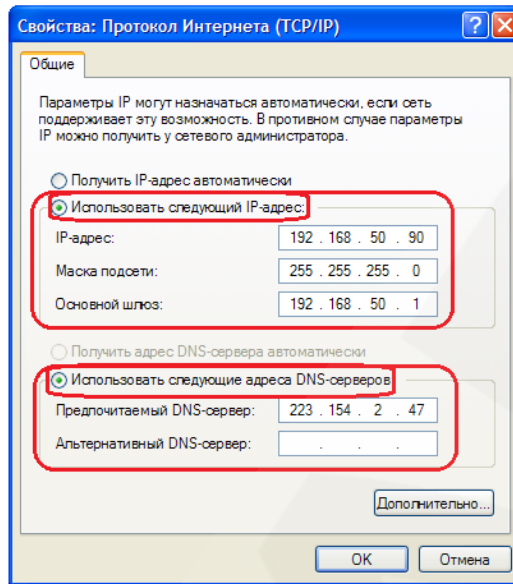 Свойства: Протокол Интернета (TCP/IP)
Общие
Параметры IP могут назначаться автоматически, если сеть
поддерживает эту возможность. В противном случае параметры
IP можно получить у сетевого администратора.
Получить IP-адрес автоматически
Использовать следующий IP-адрес:
IP-адрес: 192 . 168 . 50 . 90
Маска подсети: 255 . 255 . 255 . 0
Основной шлюз: 192 . 168 . 50 . 1
Получить адрес DNS-сервера автоматически
Использовать следующие адреса DNS-серверов
Предпочитаемый DNS-сервер: 223 . 154 . 2 . 47
Альтернативный DNS-сервер: . . .
Дополнительно...
OK Отмена